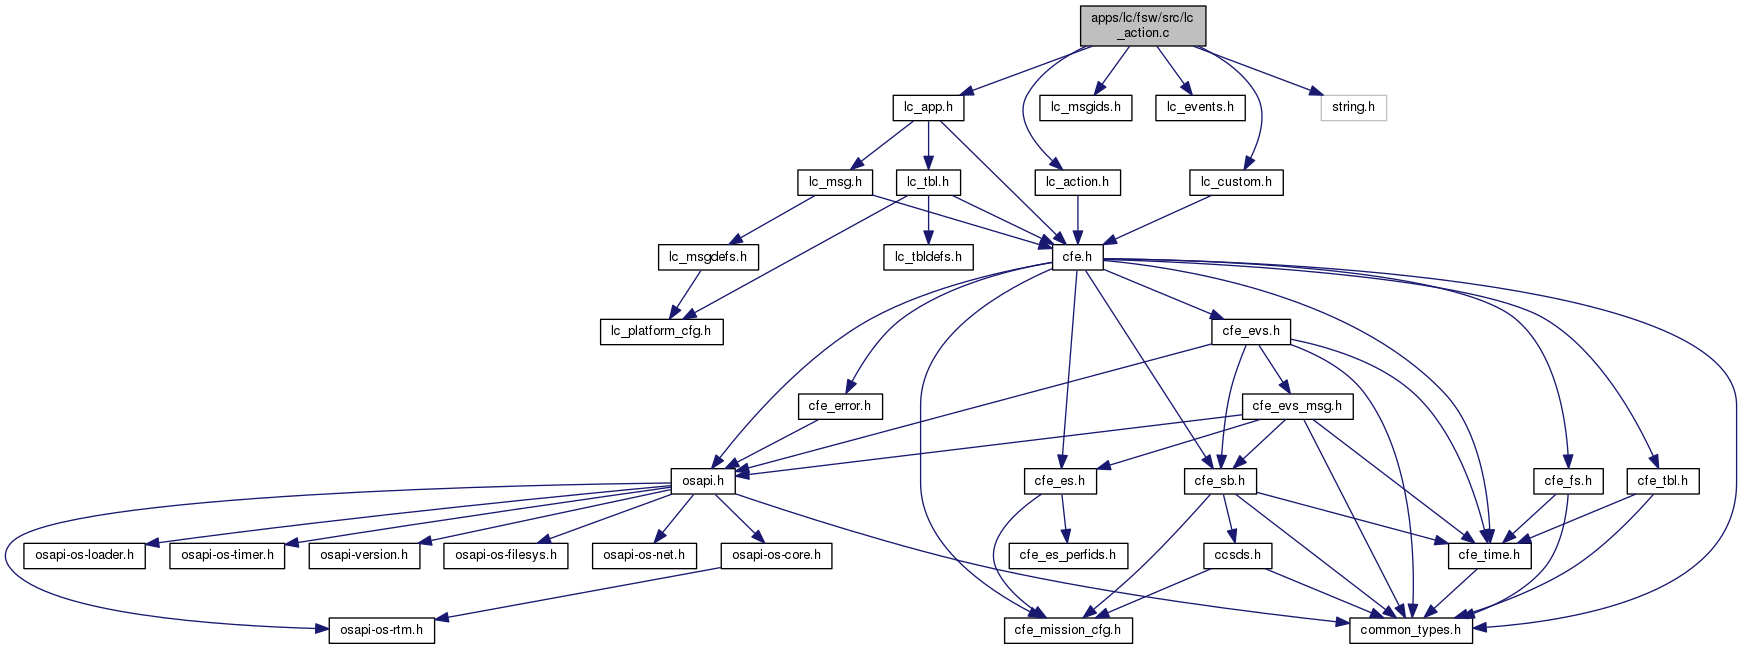 apps/lc/fsw/src/lc
_action.c
lc_app.h
lc_msgids.h
lc_events.h
string.h
lc_msg.h
lc_tbl.h
lc_action.h
lc_custom.h
lc_msgdefs.h
lc_tbldefs.h
cfe.h
lc_platform_cfg.h
cfe_evs.h
cfe_error.h
cfe_evs_msg.h
osapi.h
cfe_es.h
cfe_sb.h
cfe_fs.h
cfe_tbl.h
osapi-os-loader.h
osapi-os-timer.h
osapi-version.h
osapi-os-filesys.h
osapi-os-net.h
osapi-os-core.h
cfe_es_perfids.h
ccsds.h
cfe_time.h
osapi-os-rtm.h
cfe_mission_cfg.h
common_types.h